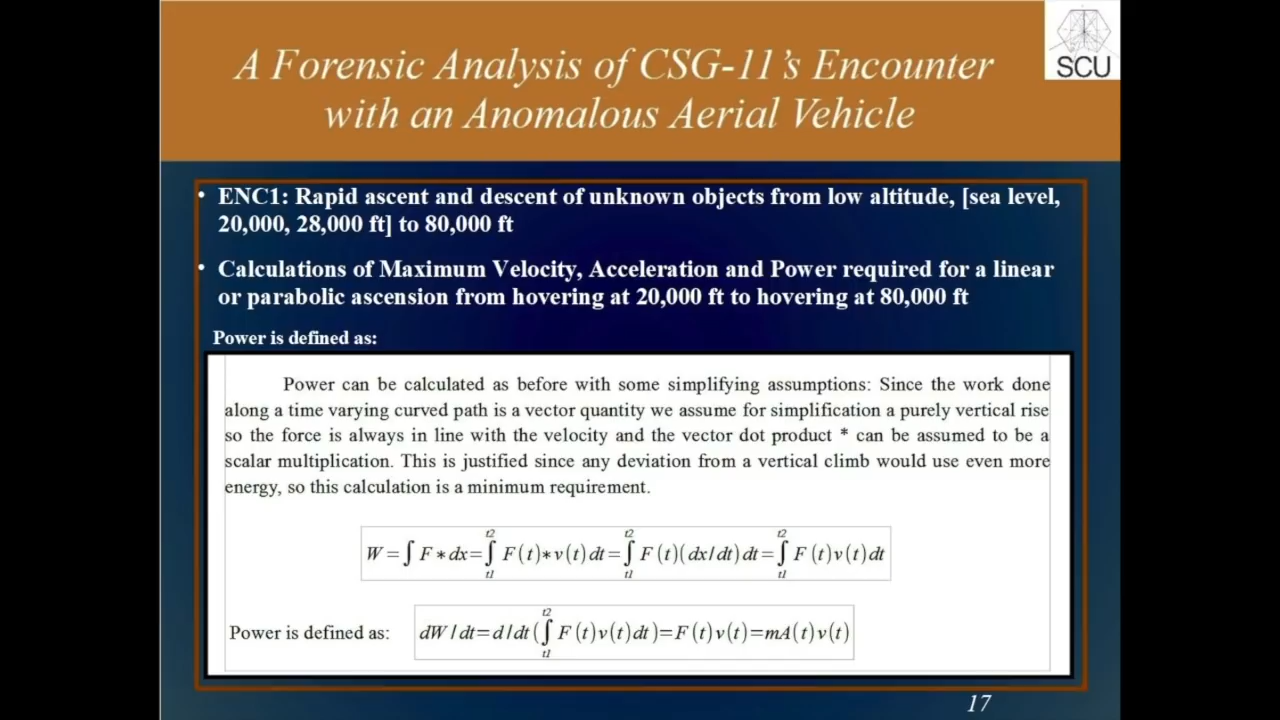 A Forensic Analysis of CSG-11's Encounter
with an Anomalous Aerial Vehicle
SCU
• ENC1: Rapid ascent and descent of unknown objects from low altitude, [sea level,
20,000, 28,000 ft] to 80,000 ft
• Calculations of Maximum Velocity, Acceleration and Power required for a linear
or parabolic ascension from hovering at 20,000 ft to hovering at 80,000 ft
Power is defined as:
Power can be calculated as before with some simplifying assumptions: Since the work done
along a time varying curved path is a vector quantity we assume for simplification a purely vertical rise
so the force is always in line with the velocity and the vector dot product * can be assumed to be a
scalar multiplication. This is justified since any deviation from a vertical climb would use even more
energy, so this calculation is a minimum requirement.
W=∫F*dx=∫_{t1}^{t2} F(t)*v(t)dt=∫_{t1}^{t2} F(t)(dx/dt)dt=∫_{t1}^{t2} F(t)v(t)dt
Power is defined as: dW/dt=d/dt(∫_{t1}^{t2} F(t)v(t)dt)=F(t)v(t)=mA(t)v(t)
17